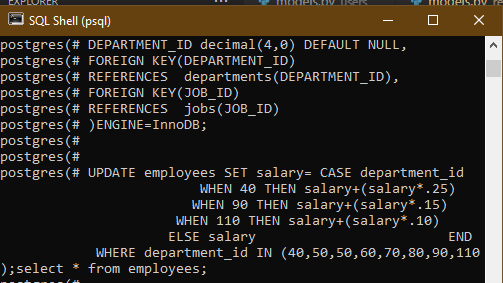 EXPLORER
models.py users
models.py re
SQL Shell (psql)
postgres(# DEPARTMENT_ID decimal(4,0) DEFAULT NULL,
postgres(# FOREIGN KEY(DEPARTMENT_ID)
postgres(# REFERENCES  departments(DEPARTMENT_ID),
postgres(# FOREIGN KEY(JOB_ID)
postgres(# REFERENCES  jobs(JOB_ID)
postgres(# )ENGINE=InnoDB;
postgres(#
postgres(#
postgres(# UPDATE employees SET salary= CASE department_id
WHEN 40 THEN salary+(salary*.25)
WHEN 90 THEN salary+(salary*.15)
WHEN 110 THEN salary+(salary*.10)
ELSE salary                        END
WHERE department_id IN (40,50,50,60,70,80,90,110
);select * from employees;
postgres(#